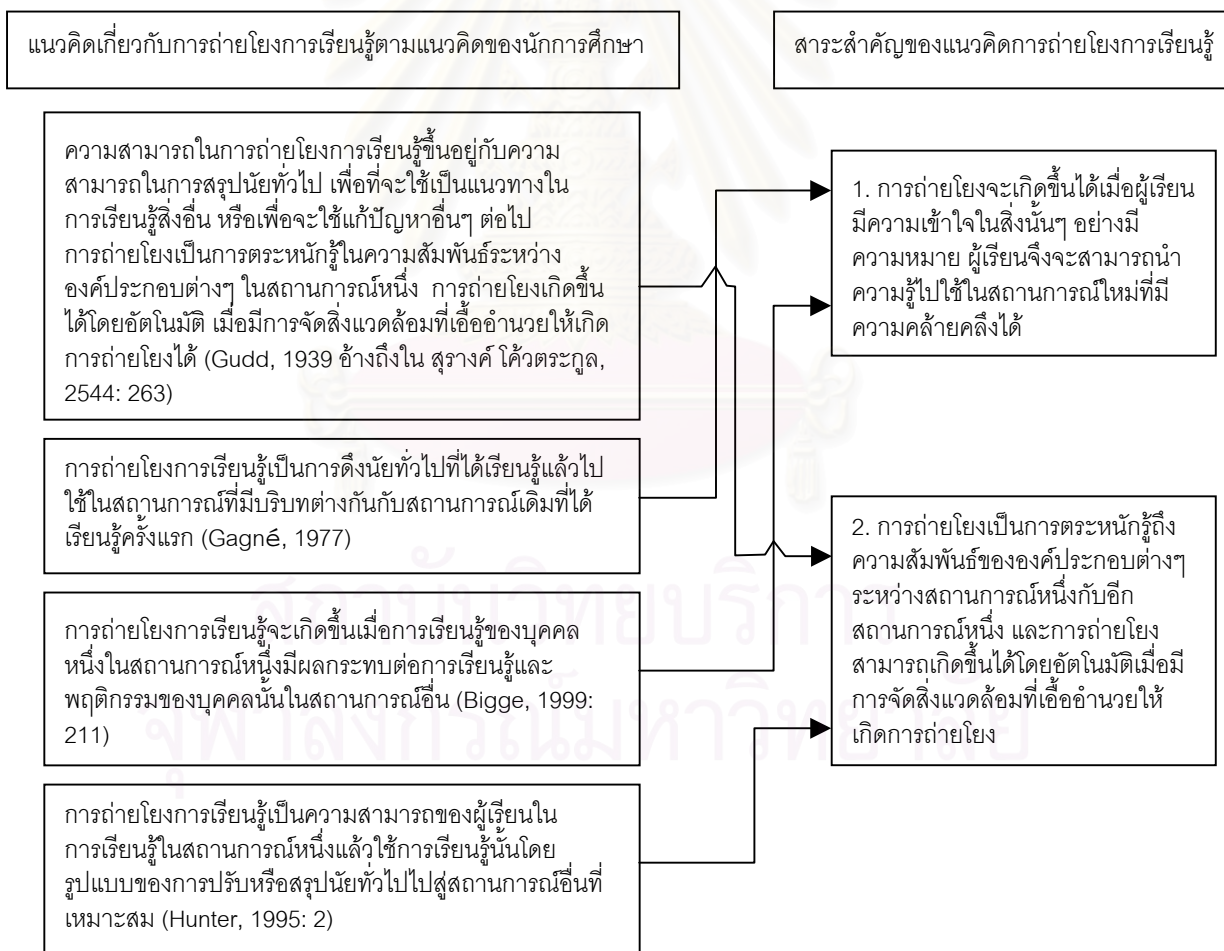 แนวคิดเกี่ยวกับการถ่ายโยงการเรียนรู้ตามแนวคิดของนักการศึกษา
สาระสำคัญของแนวคิดการถ่ายโยงการเรียนรู้
ความสามารถในการถ่ายโยงการเรียนรู้ขึ้นอยู่กับความ
สามารถในการสรุปนัยทั่วไป เพื่อที่จะใช้เป็นแนวทางใน
การเรียนรู้สิ่งอื่น หรือเพื่อจะใช้แก้ปัญหาอื่นๆ ต่อไป
การถ่ายโยงเป็นการตระหนักรู้ในความสัมพันธ์ระหว่าง
องค์ประกอบต่างๆ ในสถานการณ์หนึ่ง การถ่ายโยงเกิดขึ้น
ได้โดยอัตโนมัติ เมื่อมีการจัดสิ่งแวดล้อมที่เอื้ออำนวยให้เกิด
การถ่ายโยงได้ (Gudd, 1939 อ้างถึงใน สุรางค์ โค้วตระกูล,
2544: 263)
การถ่ายโยงการเรียนรู้เป็นการดึงนัยทั่วไปที่ได้เรียนรู้แล้วไป
ใช้ในสถานการณ์ที่มีบริบทต่างกันกับสถานการณ์เดิมที่ได้
เรียนรู้ครั้งแรก (Gagné, 1977)
การถ่ายโยงการเรียนรู้จะเกิดขึ้นเมื่อการเรียนรู้ของบุคคล
หนึ่งในสถานการณ์หนึ่งมีผลกระทบต่อการเรียนรู้และ
พฤติกรรมของบุคคลนั้นในสถานการณ์อื่น (Bigge, 1999:
211)
การถ่ายโยงการเรียนรู้เป็นความสามารถของผู้เรียนใน
การเรียนรู้ในสถานการณ์หนึ่งแล้วใช้การเรียนรู้นั้นโดย
รูปแบบของการปรับหรือสรุปนัยทั่วไปไปสู่สถานการณ์อื่นที่
เหมาะสม (Hunter, 1995: 2)
1. การถ่ายโยงจะเกิดขึ้นได้เมื่อผู้เรียน
มีความเข้าใจในสิ่งนั้นๆ อย่างมี
ความหมาย ผู้เรียนจึงจะสามารถนำ
ความรู้ไปใช้ในสถานการณ์ใหม่ที่มี
ความคล้ายคลึงได้
2. การถ่ายโยงเป็นการตระหนักรู้ถึง
ความสัมพันธ์ขององค์ประกอบต่างๆ
ระหว่างสถานการณ์หนึ่งกับอีก
สถานการณ์หนึ่ง และการถ่ายโยง
สามารถเกิดขึ้นได้โดยอัตโนมัติเมื่อมี
การจัดสิ่งแวดล้อมที่เอื้ออำนวยให้
เกิดการถ่ายโยง
สถาบันวิทยบริการ
จุฬาลงกรณ์มหาวิทยาลัย